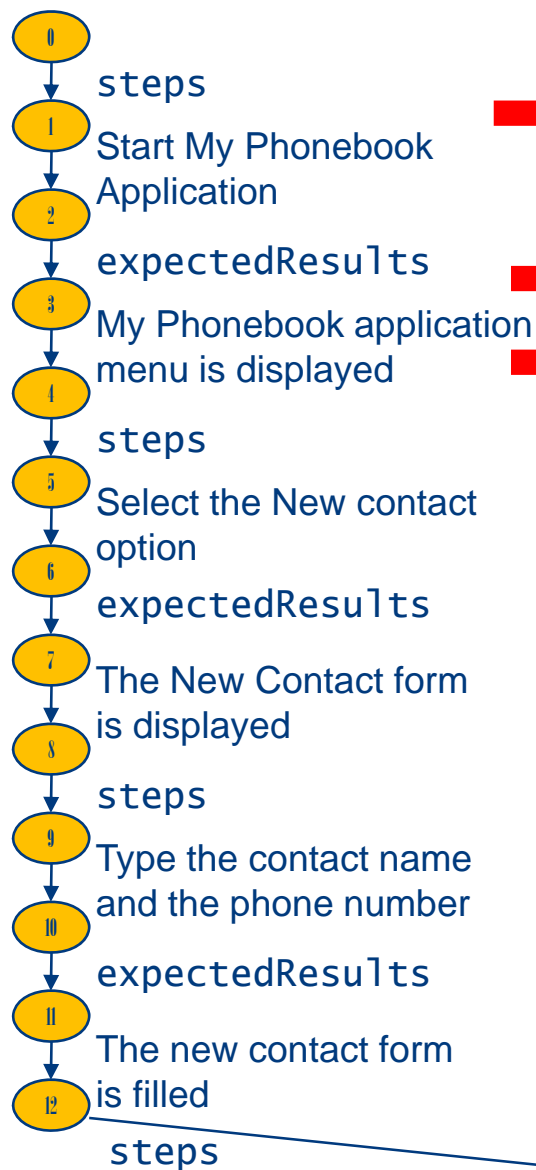 0
steps
1
Start My Phonebook
Application
2
expectedResults
3
My Phonebook application
menu is displayed
4
steps
5
Select the New contact
option
6
expectedResults
7
The New Contact form
is displayed
8
steps
9
Type the contact name
and the phone number
10
expectedResults
11
The new contact form
is filled
12
steps